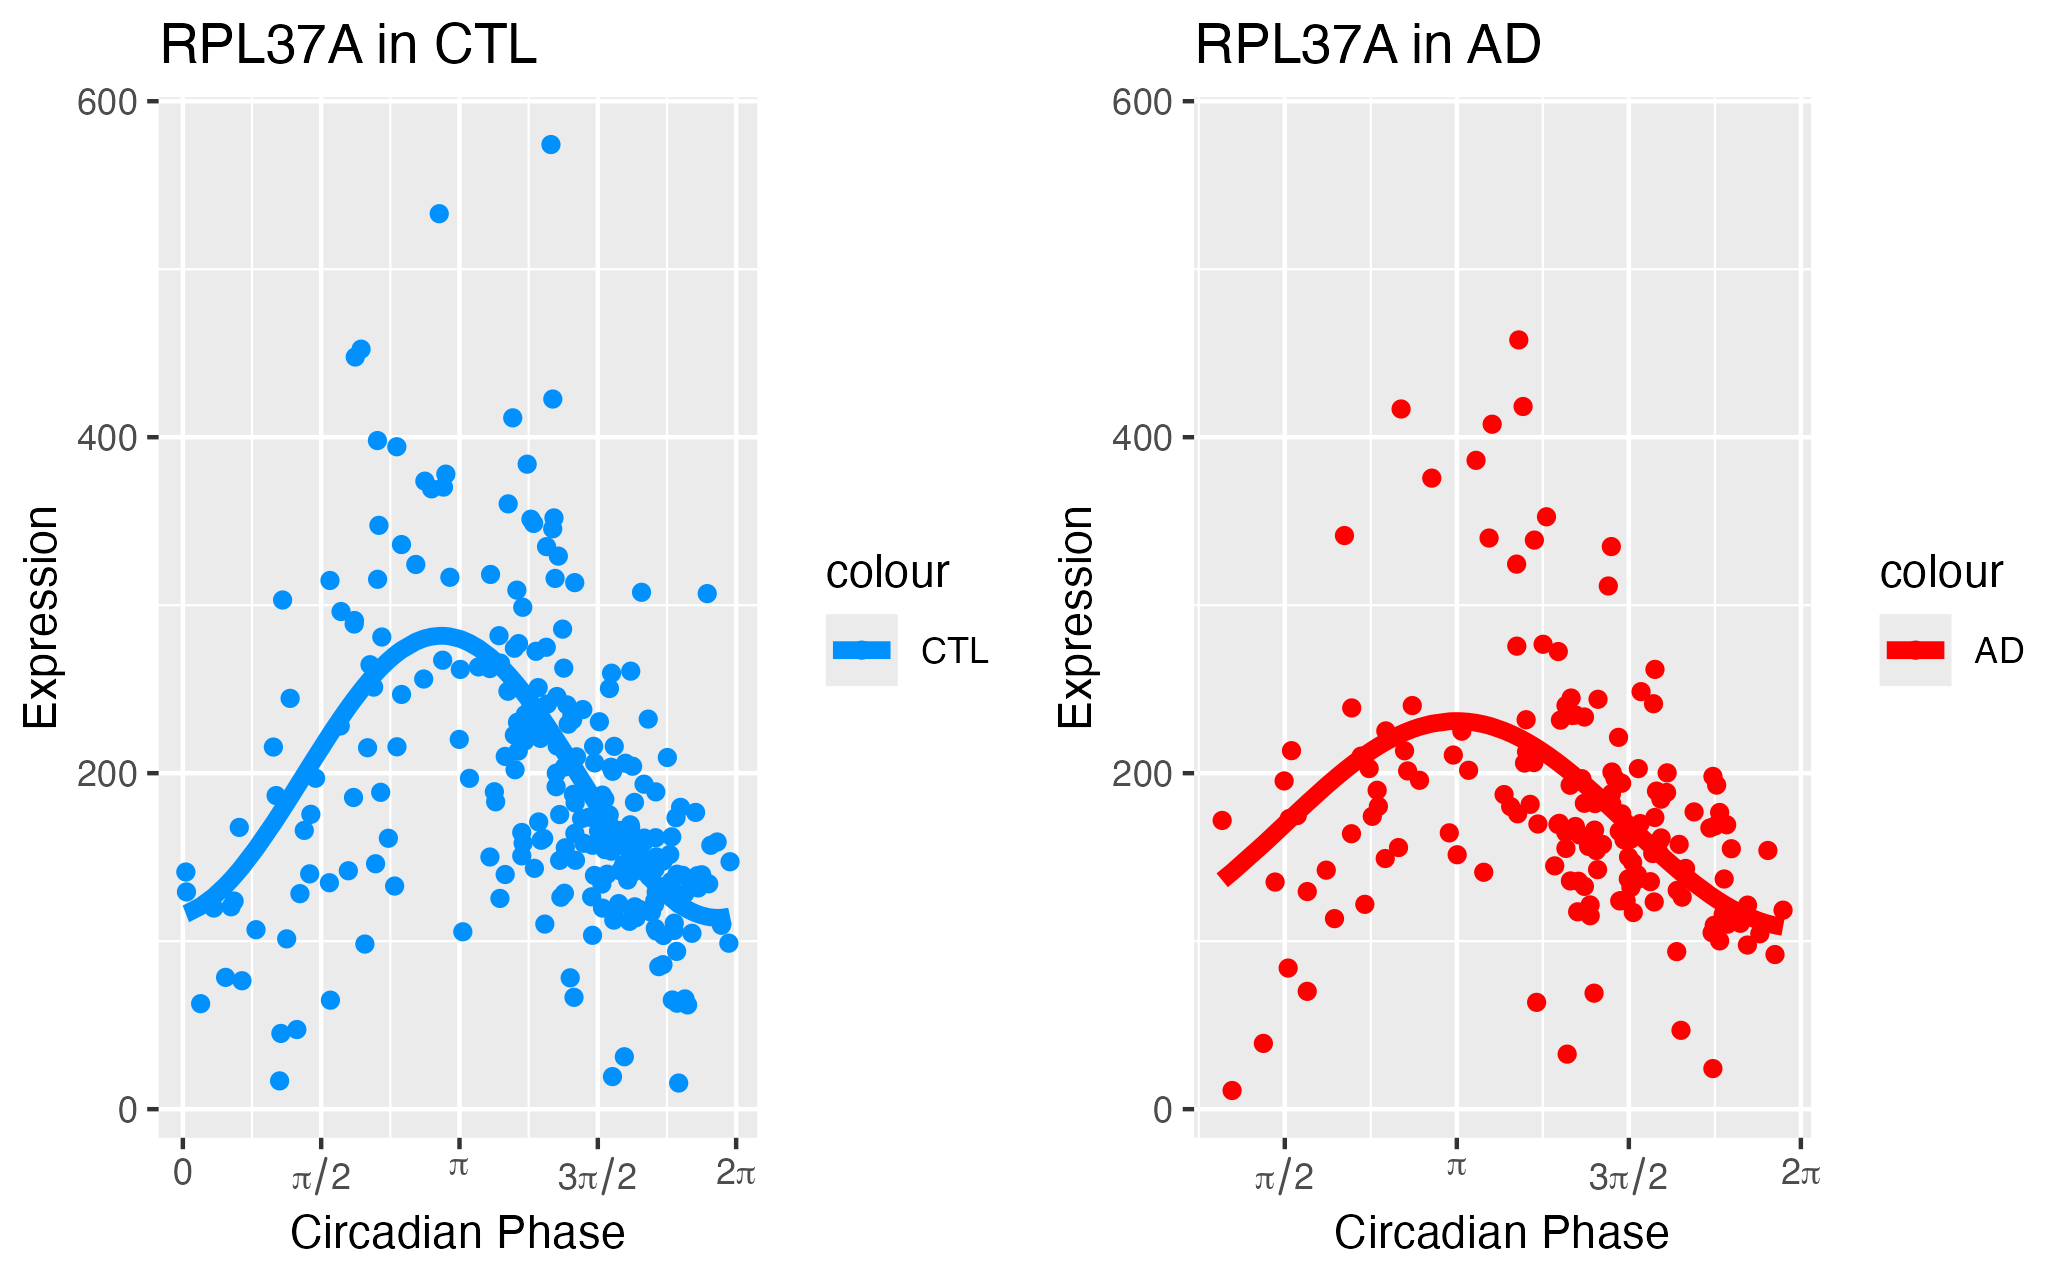 RPL37A in CTL
600
400
200
0
Expression
0 π/2 π 3π/2 2π
Circadian Phase
colour
CTL
RPL37A in AD
600
400
200
0
Expression
π/2 π 3π/2 2π
Circadian Phase
colour
AD